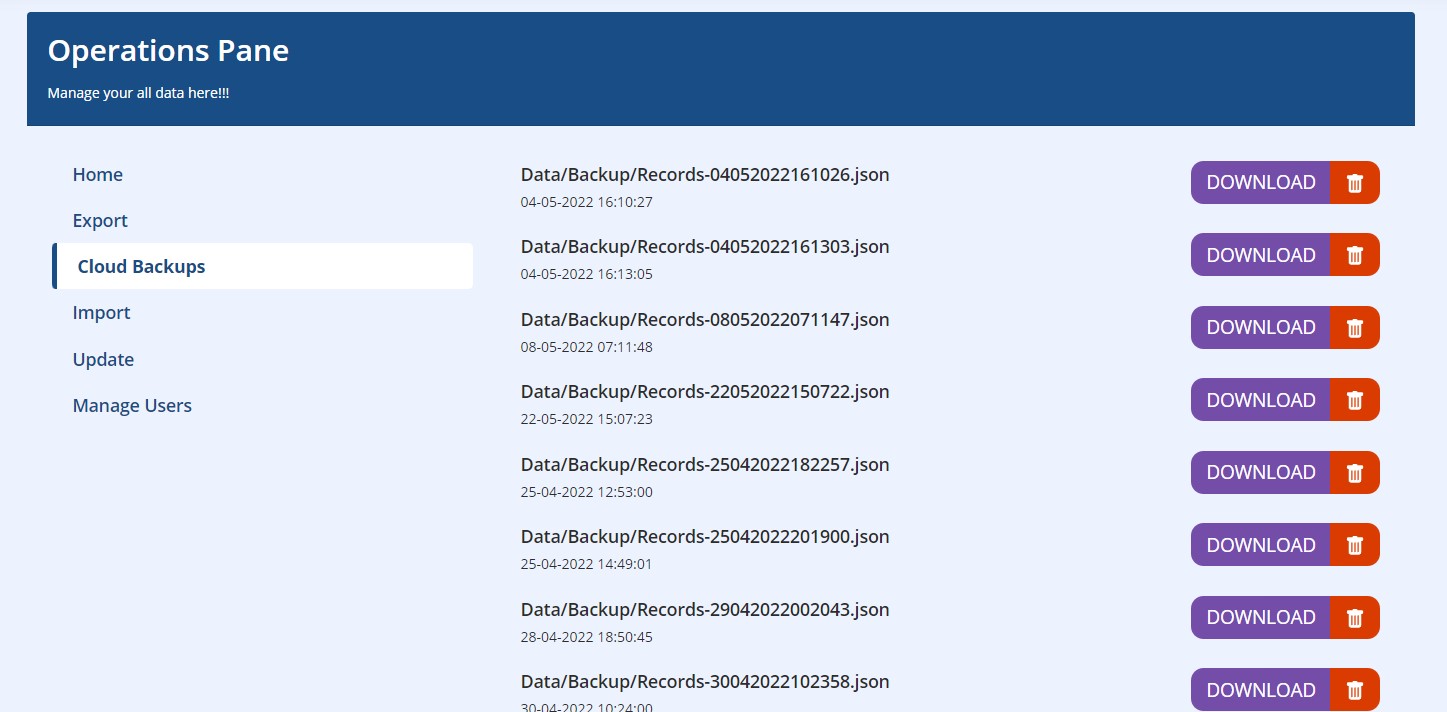 Operations Pane
Manage your all data here!!!
Home
Export
Cloud Backups
Import
Update
Manage Users
Data/Backup/Records-04052022161026.json
04-05-2022 16:10:27
DOWNLOAD
Data/Backup/Records-04052022161303.json
04-05-2022 16:13:05
DOWNLOAD
Data/Backup/Records-08052022071147.json
08-05-2022 07:11:48
DOWNLOAD
Data/Backup/Records-22052022150722.json
22-05-2022 15:07:23
DOWNLOAD
Data/Backup/Records-25042022182257.json
25-04-2022 12:53:00
DOWNLOAD
Data/Backup/Records-25042022201900.json
25-04-2022 14:49:01
DOWNLOAD
Data/Backup/Records-29042022002043.json
28-04-2022 18:50:45
DOWNLOAD
Data/Backup/Records-30042022102358.json
30-04-2022 10:24:00
DOWNLOAD